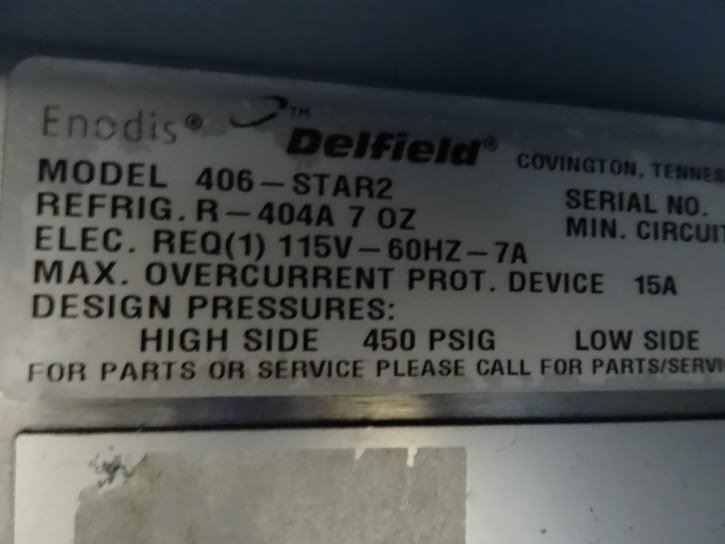 Enodis® ™ Delfield® COVINGTON, TENNES
MODEL 406-STAR2 SERIAL NO.
REFRIG. R-404A 7 OZ MIN. CIRCUIT
ELEC. REQ(1) 115V-60HZ-7A
MAX. OVERCURRENT PROT. DEVICE 15A
DESIGN PRESSURES:
HIGH SIDE 450 PSIG LOW SIDE
FOR PARTS OR SERVICE PLEASE CALL FOR PARTS/SERVI